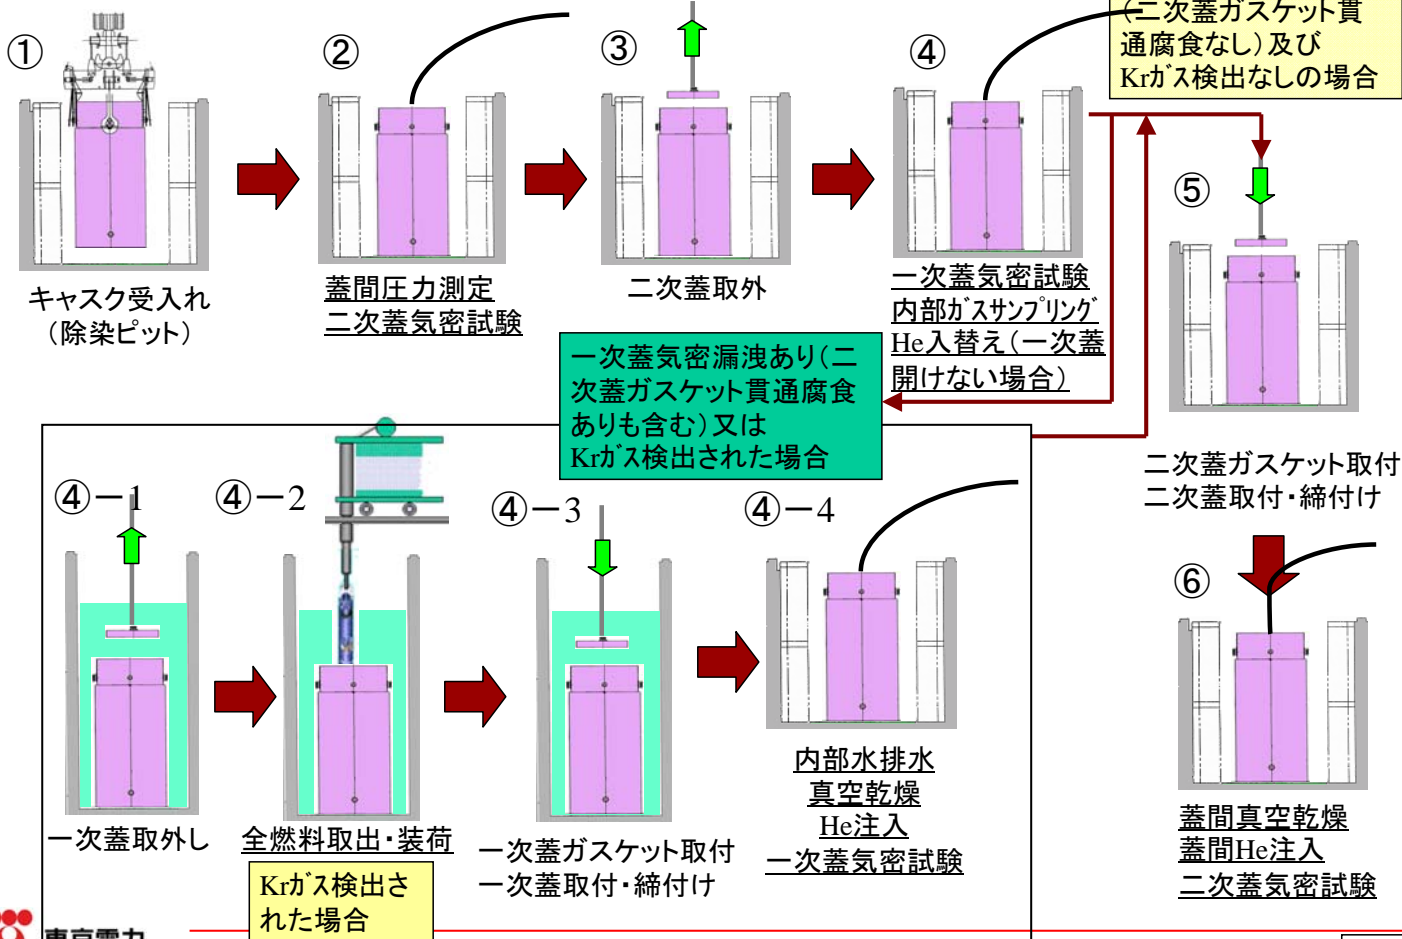 ①
キャスク受入れ
（除染ピット）
②
蓋間圧力測定
二次蓋気密試験
③
二次蓋取外
④
一次蓋気密試験
内部ガスサンプリング
He入替え（一次蓋
開けない場合）
（二次蓋ガスケット貫
通腐食なし）及び
Krガス検出なしの場合
⑤
二次蓋ガスケット取付
二次蓋取付・締付け
⑥
蓋間真空乾燥
蓋間He注入
二次蓋気密試験
一次蓋気密漏洩あり（二
次蓋ガスケット貫通腐食
ありも含む）又は
Krガス検出された場合
④－1
一次蓋取外し
④－2
全燃料取出・装荷
Krガス検出さ
れた場合
④－3
一次蓋ガスケット取付
一次蓋取付・締付け
④－4
内部水排水
真空乾燥
He注入
一次蓋気密試験
東京電力